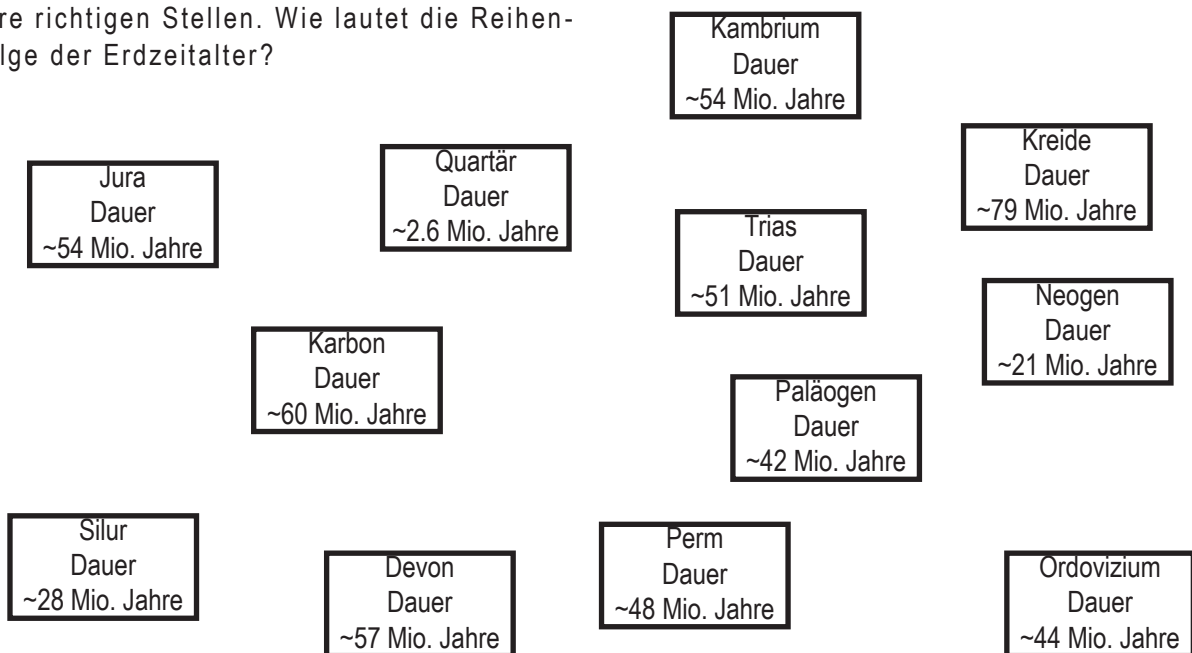 re richtigen Stellen. Wie lautet die Reihen-
lge der Erdzeitalter?
Kambrium
Dauer
~54 Mio. Jahre
Kreide
Dauer
~79 Mio. Jahre
Jura
Dauer
~54 Mio. Jahre
Quartär
Dauer
~2.6 Mio. Jahre
Trias
Dauer
~51 Mio. Jahre
Neogen
Dauer
~21 Mio. Jahre
Karbon
Dauer
~60 Mio. Jahre
Paläogen
Dauer
~42 Mio. Jahre
Silur
Dauer
~28 Mio. Jahre
Devon
Dauer
~57 Mio. Jahre
Perm
Dauer
~48 Mio. Jahre
Ordovizium
Dauer
~44 Mio. Jahre